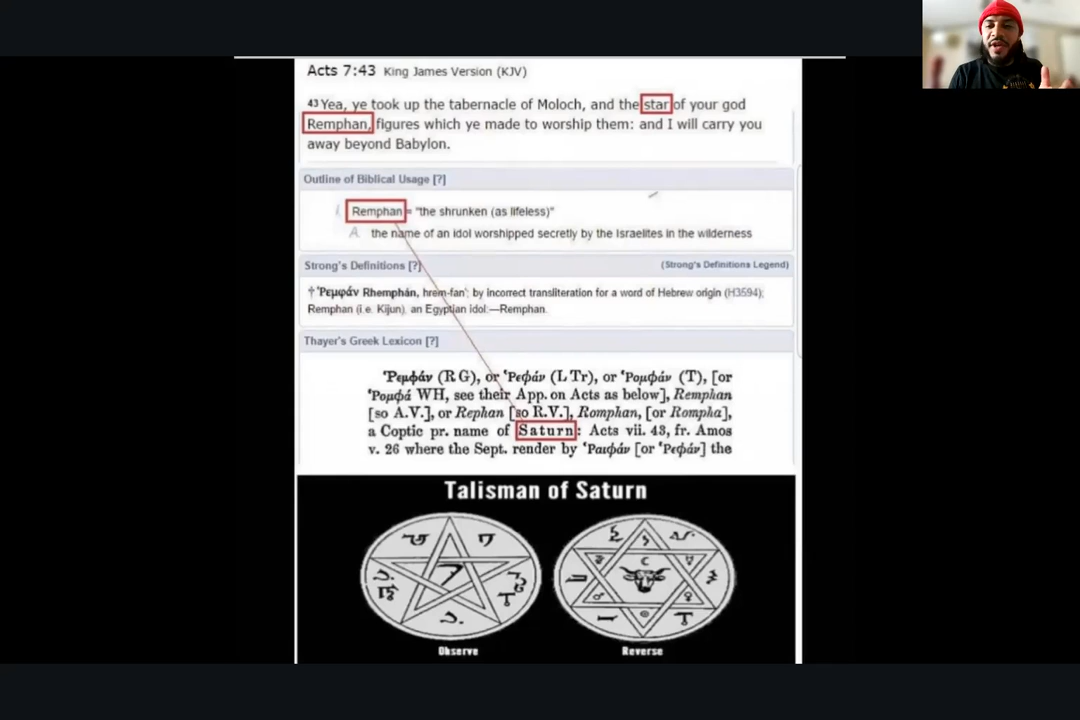 Acts 7:43 King James Version (KJV)
43 Yea, ye took up the tabernacle of Moloch, and the star of your god
Remphan, figures which ye made to worship them: and I will carry you
away beyond Babylon.
Outline of Biblical Usage [?]
Remphan = "the shrunken (as lifeless)"
A the name of an idol worshipped secretly by the Israelites in the wilderness
Strong's Definitions [?] (Strong's Definitions Legend)
† Ῥεμφάν Rhemphán, hrem-fan'; by incorrect transliteration for a word of Hebrew origin (H3594);
Remphan (i.e. Kijun), an Egyptian idol:—Remphan.
Thayer's Greek Lexicon [?]
Ῥεμφάν (R G), or Ῥεφάν (L Tr), or Ῥομφάν (T), [or
Ῥομφά WH, see their App. on Acts as below], Remphan
[so A.V.], or Rephan [so R.V.], Romphan, [or Rompha],
a Coptic pr. name of Saturn: Acts vii. 43, fr. Amos
v. 26 where the Sept. render by Ῥαιφάν [or Ῥεφάν] the
Talisman of Saturn
Observe
Reverse